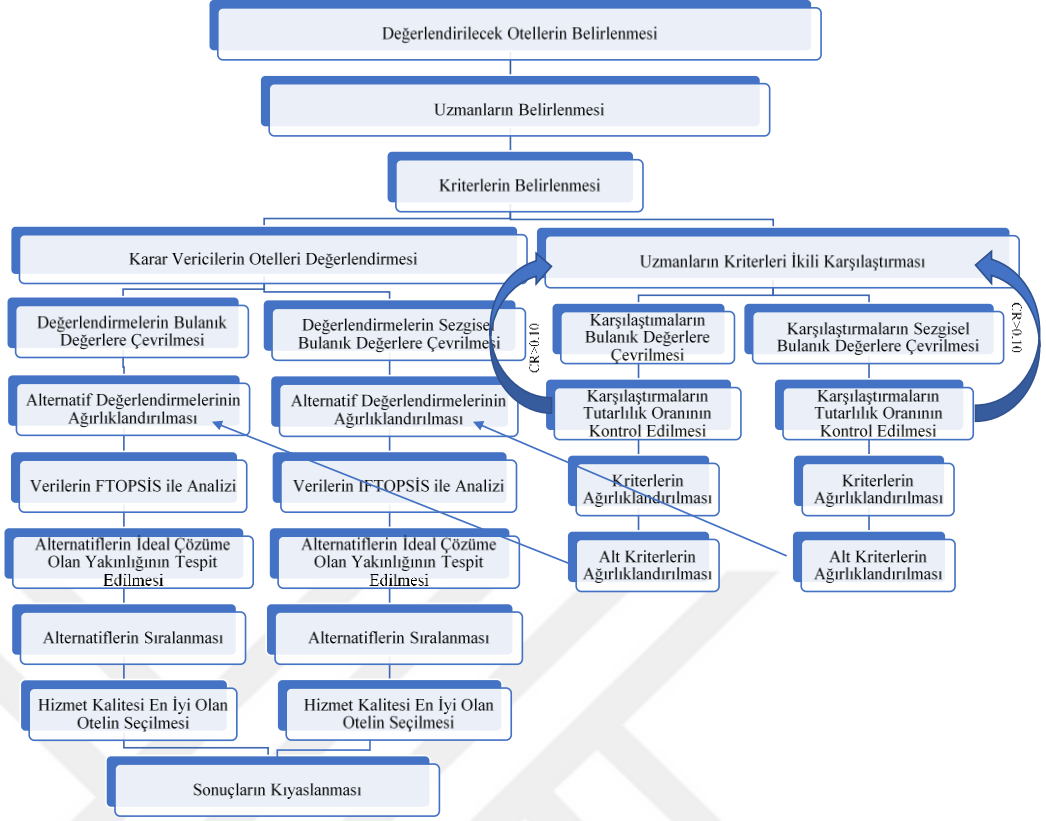 Değerlendirilecek Otellerin Belirlenmesi
Uzmanların Belirlenmesi
Kriterlerin Belirlenmesi
Karar Vericilerin Otelleri Değerlendirmesi
Değerlendirmelerin Bulanık
Değerlere Çevrilmesi
Alternatif Değerlendirmelerinin
Ağırlıklandırılması
Verilerin FTOPSİS ile Analizi
Alternatiflerin İdeal Çözüme
Olan Yakınlığının Tespit
Edilmesi
Alternatiflerin Sıralanması
Hizmet Kalitesi En İyi Olan
Otelin Seçilmesi
Değerlendirmelerin Sezgisel
Bulanık Değerlere Çevrilmesi
Alternatif Değerlendirmelerinin
Ağırlıklandırılması
Verilerin IFTOPSİS ile Analizi
Alternatiflerin İdeal Çözüme
Olan Yakınlığının Tespit
Edilmesi
Alternatiflerin Sıralanması
Hizmet Kalitesi En İyi Olan
Otelin Seçilmesi
Sonuçların Kıyaslanması
Uzmanların Kriterleri İkili Karşılaştırması
CR>0.10
Karşılaştımaların
Bulanık Değerlere
Çevrilmesi
Karşılaştırmaların
Tutarlılık Oranının
Kontrol Edilmesi
Kriterlerin
Ağırlıklandırılması
Alt Kriterlerin
Ağırlıklandırılması
Karşılaştırmaların Sezgisel
Bulanık Değerlere Çevrilmesi
Karşılaştırmaların
Tutarlılık Oranının
Kontrol Edilmesi
Kriterlerin
Ağırlıklandırılması
Alt Kriterlerin
Ağırlıklandırılması
CR>0.10